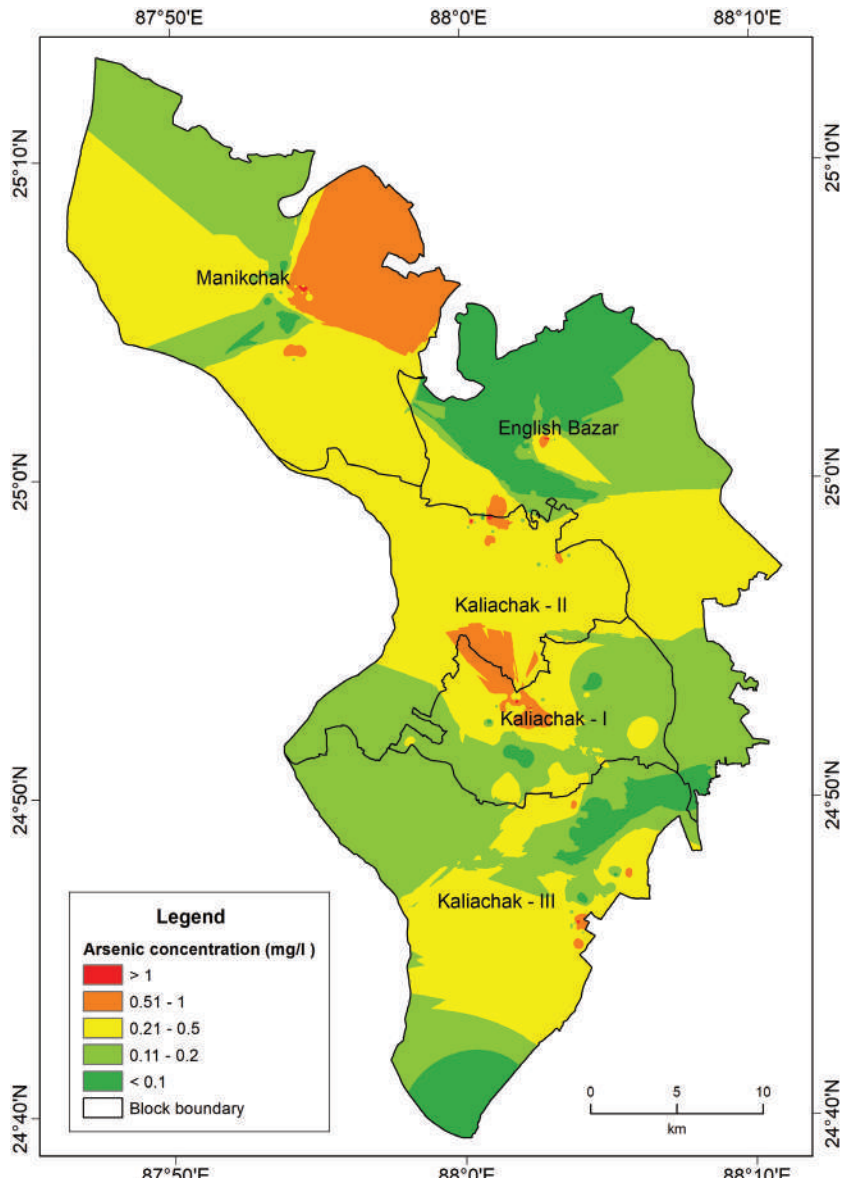 87°50'E
88°0'E
88°10'E
25°10'N
25°10'N
Manikchak
English Bazar
25°0'N
25°0'N
Kaliachak - II
Kaliachak - I
24°50'N
24°50'N
Kaliachak - III
Legend
Arsenic concentration (mg/l )
> 1
0.51 - 1
0.21 - 0.5
0.11 - 0.2
< 0.1
Block boundary
0 5 10
km
24°40'N
24°40'N
87°50'E
88°0'E
88°10'E